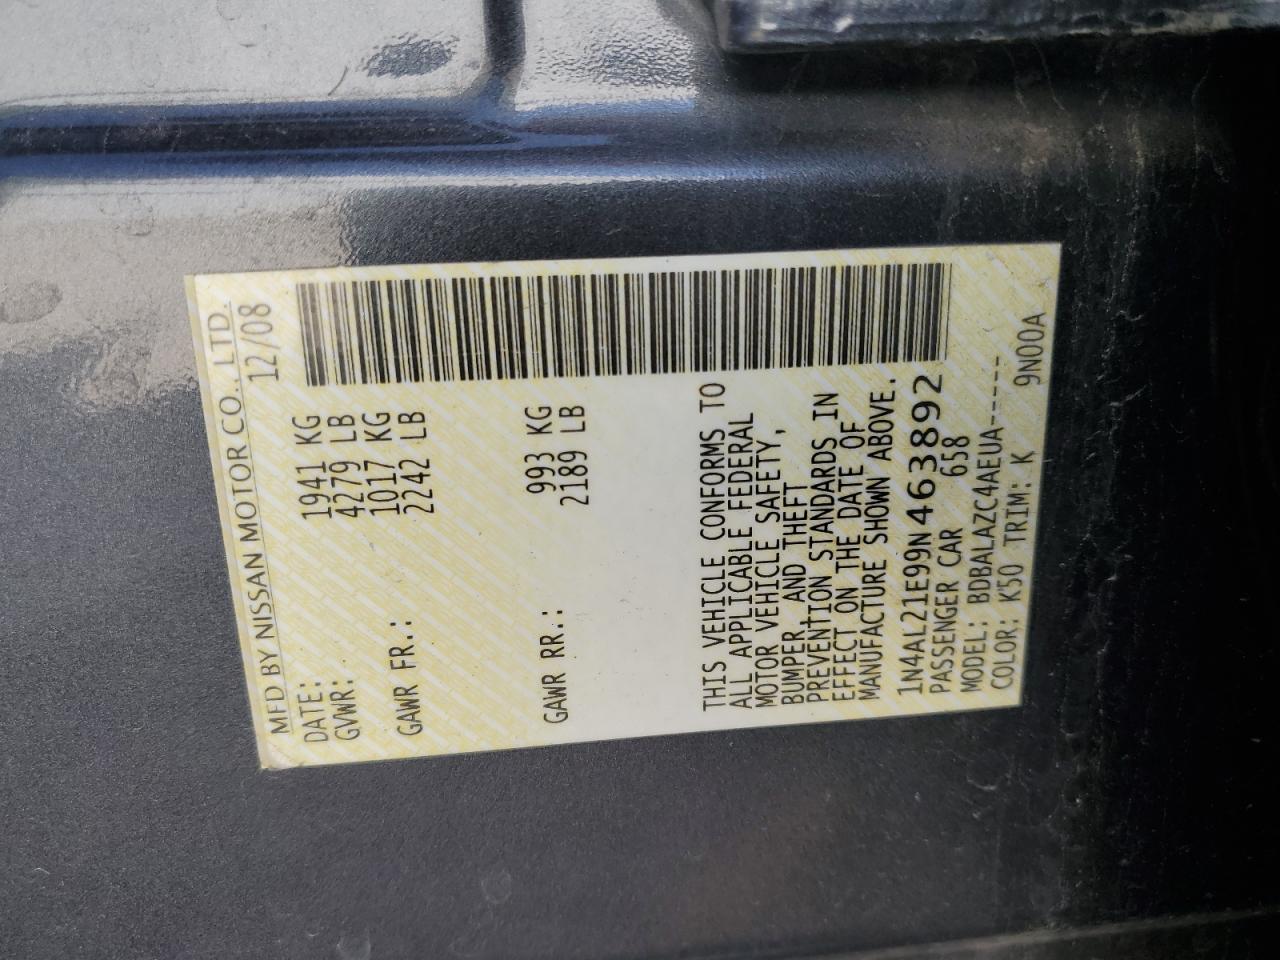 MFD BY NISSAN MOTOR CO., LTD.
DATE: 12/08
GVWR: 1941 KG
4279 LB
GAWR FR.: 1017 KG
2242 LB
GAWR RR.: 993 KG
2189 LB
THIS VEHICLE CONFORMS TO
ALL APPLICABLE FEDERAL
MOTOR VEHICLE SAFETY,
BUMPER, AND THEFT
PREVENTION STANDARDS IN
EFFECT ON THE DATE OF
MANUFACTURE SHOWN ABOVE.
1N4AL21E99N463892
PASSENGER CAR 658
MODEL: BDBALAZC4AEUA-----
COLOR: K50 TRIM: K 9N00A